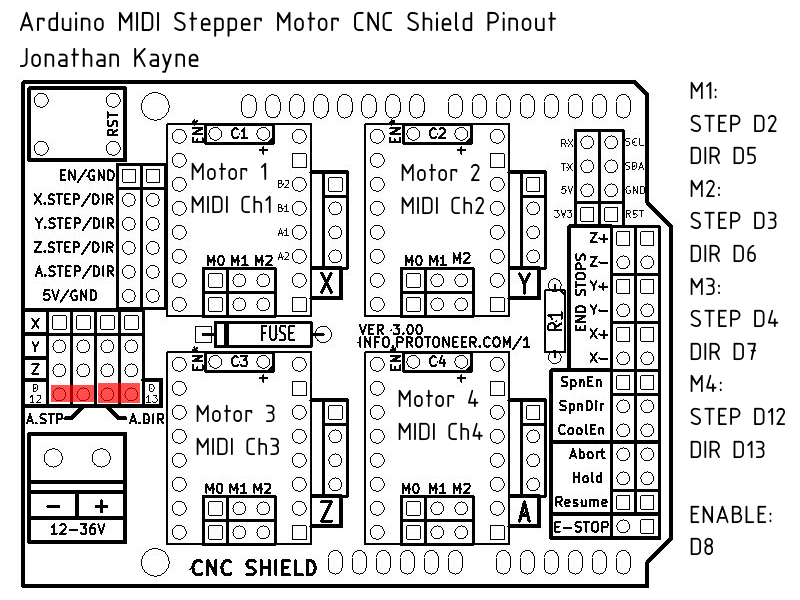 Arduino MIDI Stepper Motor CNC Shield Pinout
Jonathan Kayne
RST
EN/GND
X.STEP/DIR
Y.STEP/DIR
Z.STEP/DIR
A.STEP/DIR
5V/GND
X
Y
Z
D 12
D 13
A.STP
A.DIR
- +
12-36V
EN*
C1
+
Motor 1
MIDI Ch1
B2
B1
A1
A2
M0 M1 M2
X
EN*
C2
+
Motor 2
MIDI Ch2
M0 M1 M2
Y
FUSE
VER 3.00
INFO.PROTONEER.COM/1
R1
EN*
C3
+
Motor 3
MIDI Ch3
M0 M1 M2
Z
EN*
C4
+
Motor 4
MIDI Ch4
M0 M1 M2
A
CNC SHIELD
RX SCL
TX SDA
5V GND
3V3 RST
END STOPS
Z+
Z-
Y+
Y-
X+
X-
SpnEn
SpnDir
CoolEn
Abort
Hold
Resume
E-STOP
M1:
STEP D2
DIR D5
M2:
STEP D3
DIR D6
M3:
STEP D4
DIR D7
M4:
STEP D12
DIR D13
ENABLE:
D8